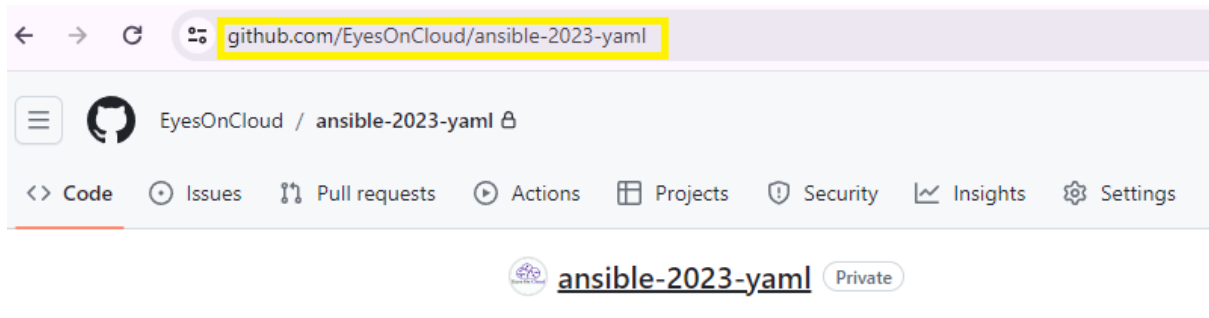 github.com/EyesOnCloud/ansible-2023-yaml
EyesOnCloud / ansible-2023-yaml
Code Issues Pull requests Actions Projects Security Insights Settings
ansible-2023-yaml Private